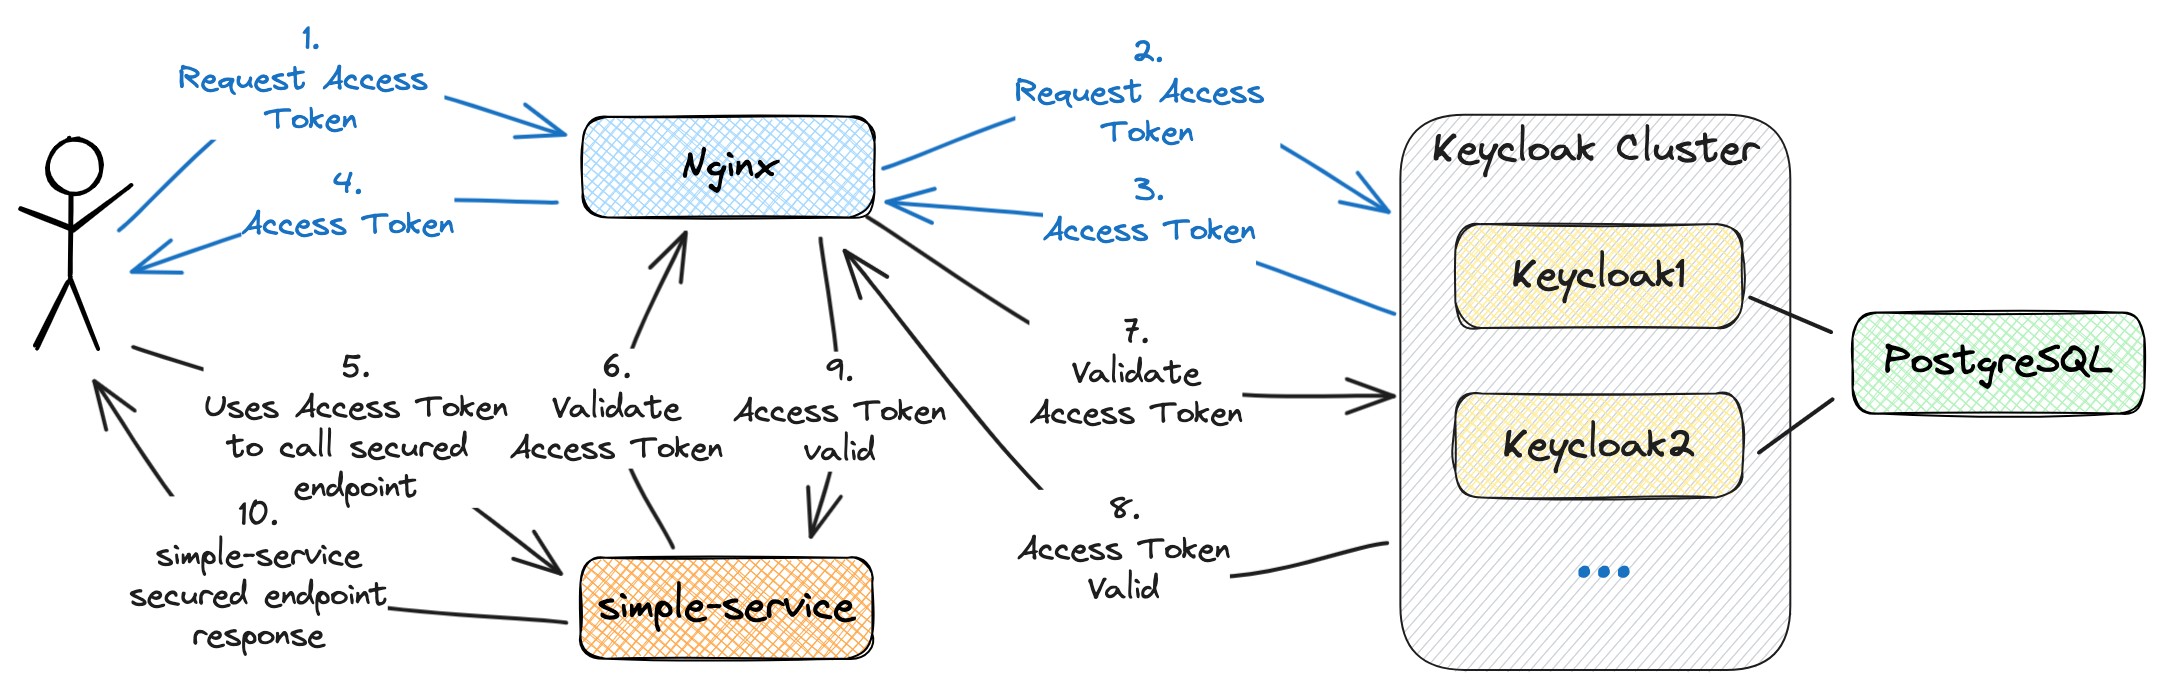 1.
Request Access
Token
2.
Request Access
Token
Nginx
Keycloak Cluster
4.
Access Token
3.
Access Token
Keycloak1
7.
Validate
Access Token
PostgreSQL
5.
Uses Access Token
to call secured
endpoint
6.
Validate
Access Token
9.
Access Token
valid
Keycloak2
10.
simple-service
secured endpoint
response
simple-service
8.
Access Token
Valid
...